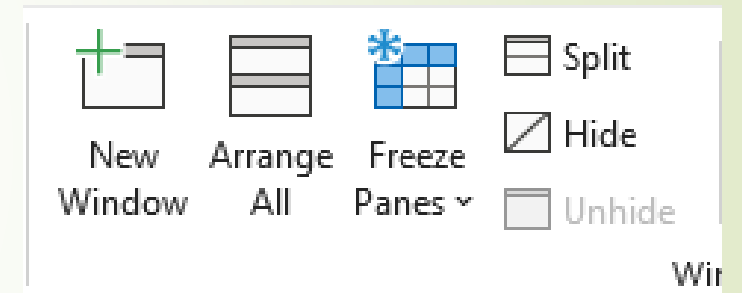 New
Window
Arrange
All
Freeze
Panes
Split
Hide
Unhide